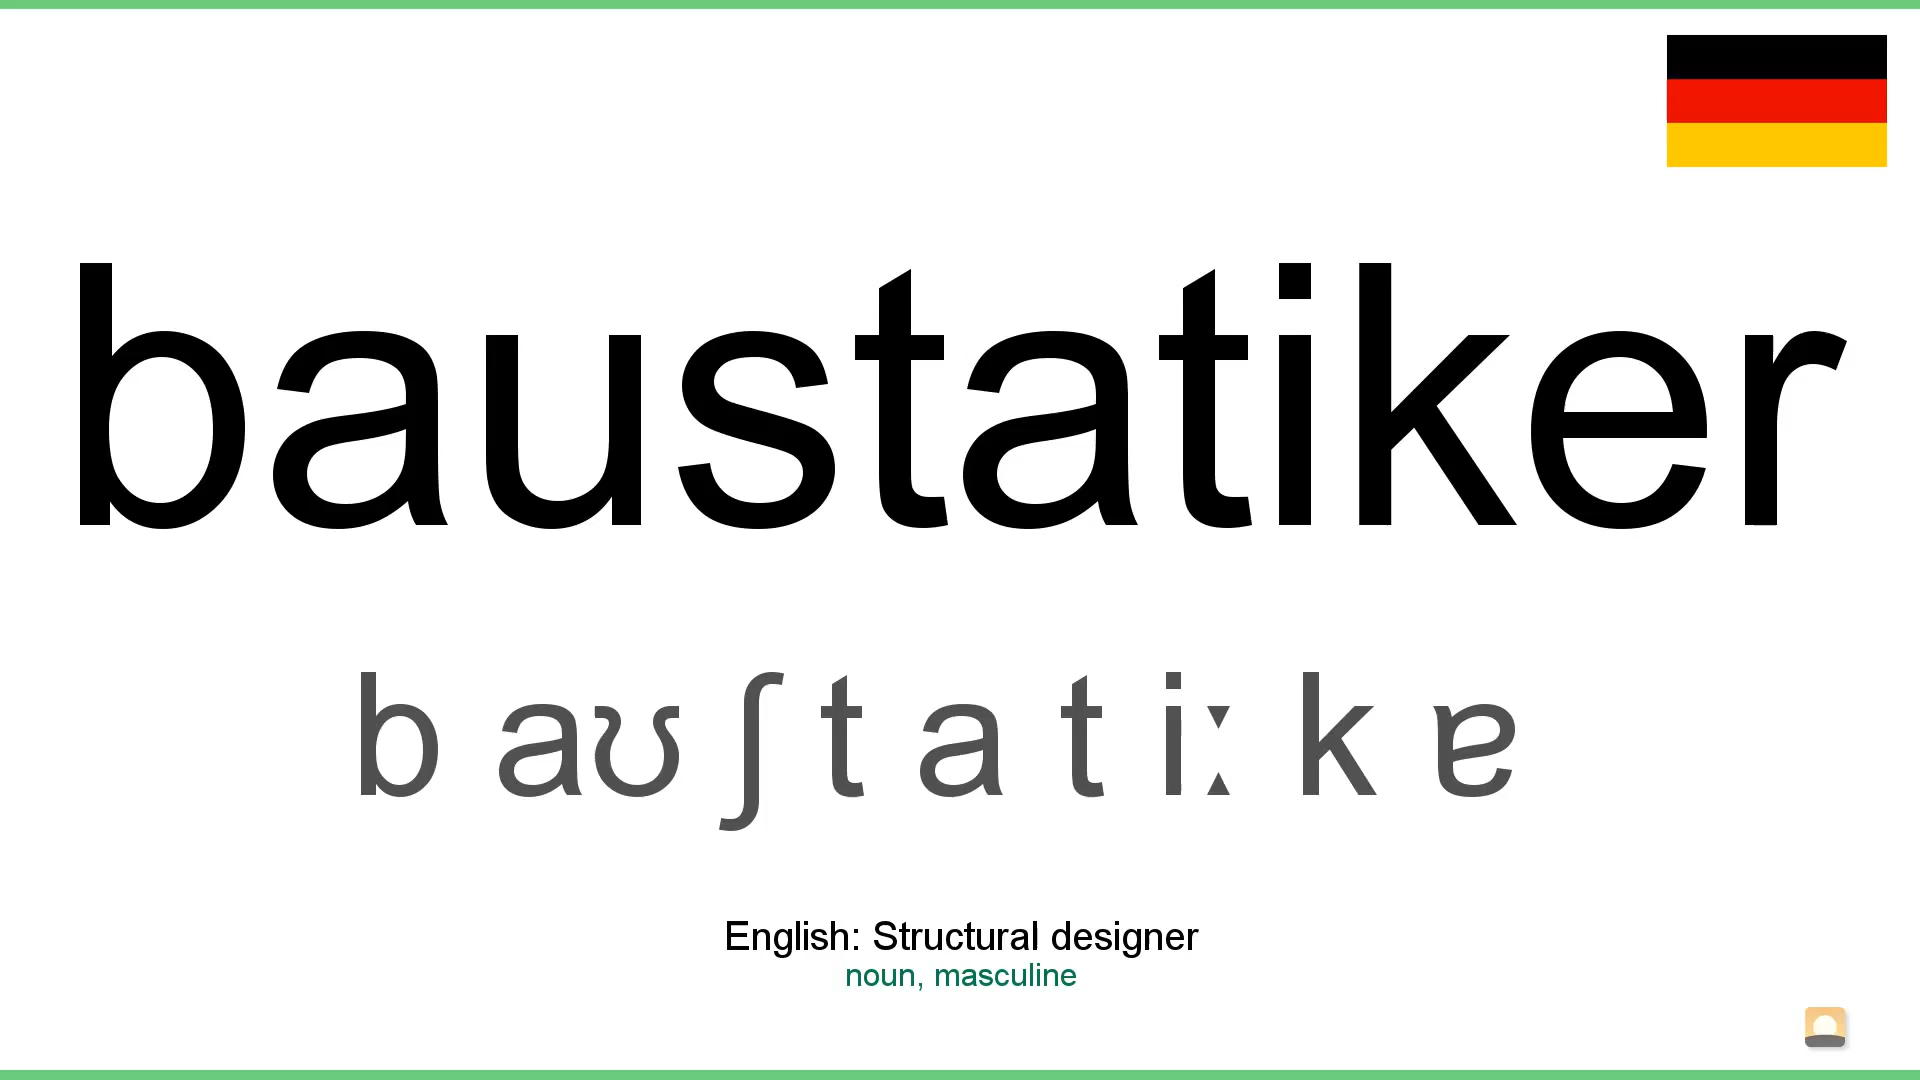 baustatiker
b aʊ ʃ t a t iː k ɐ
English: Structural designer
noun, masculine